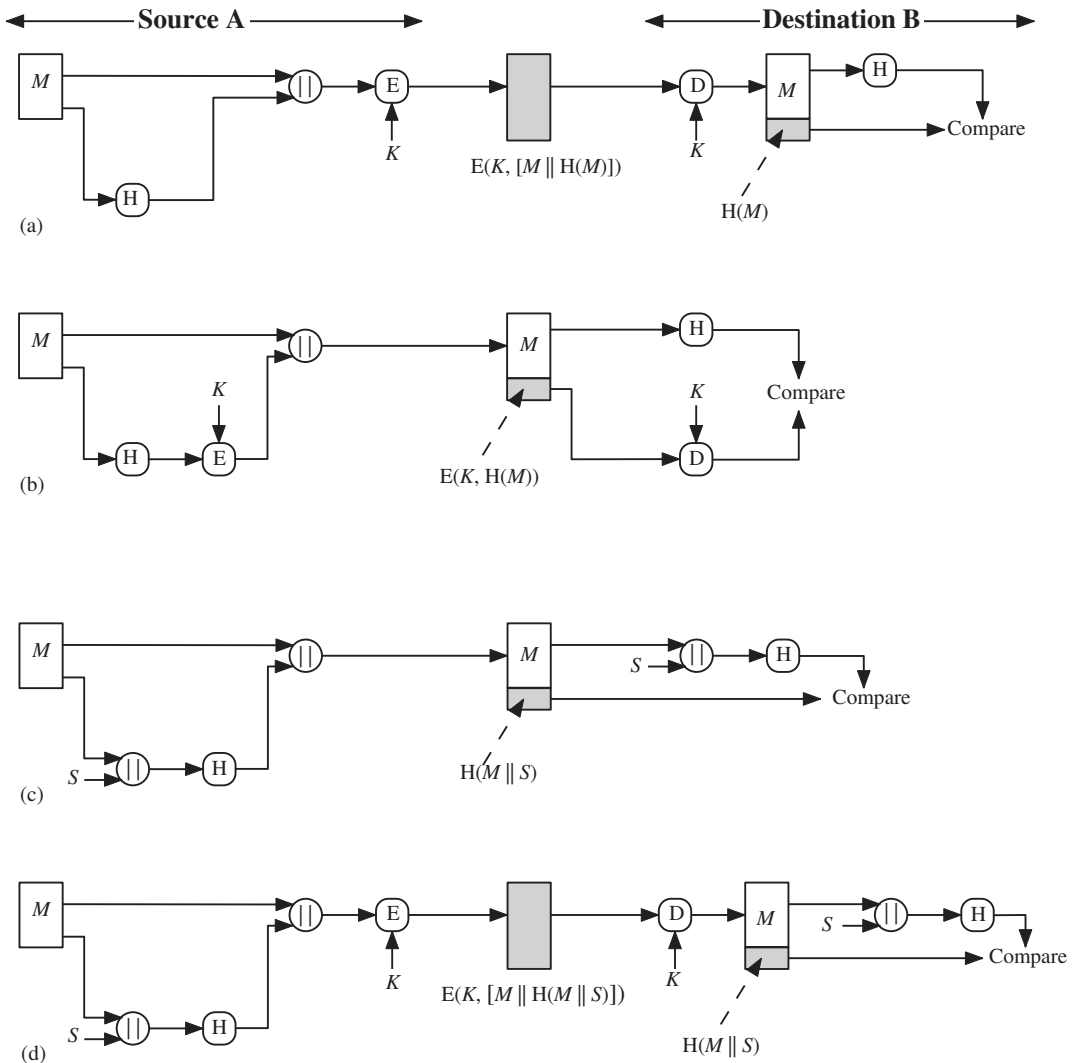 Source A Destination B
M || E D M H
K K Compare
E(K, [M || H(M)])
H H(M)
(a)
M || M H
K K Compare
H E D
E(K, H(M))
(b)
M || M S || H
Compare
S || H H(M || S)
(c)
M || E D M S || H
K K Compare
E(K, [M || H(M || S)])
S || H H(M || S)
(d)